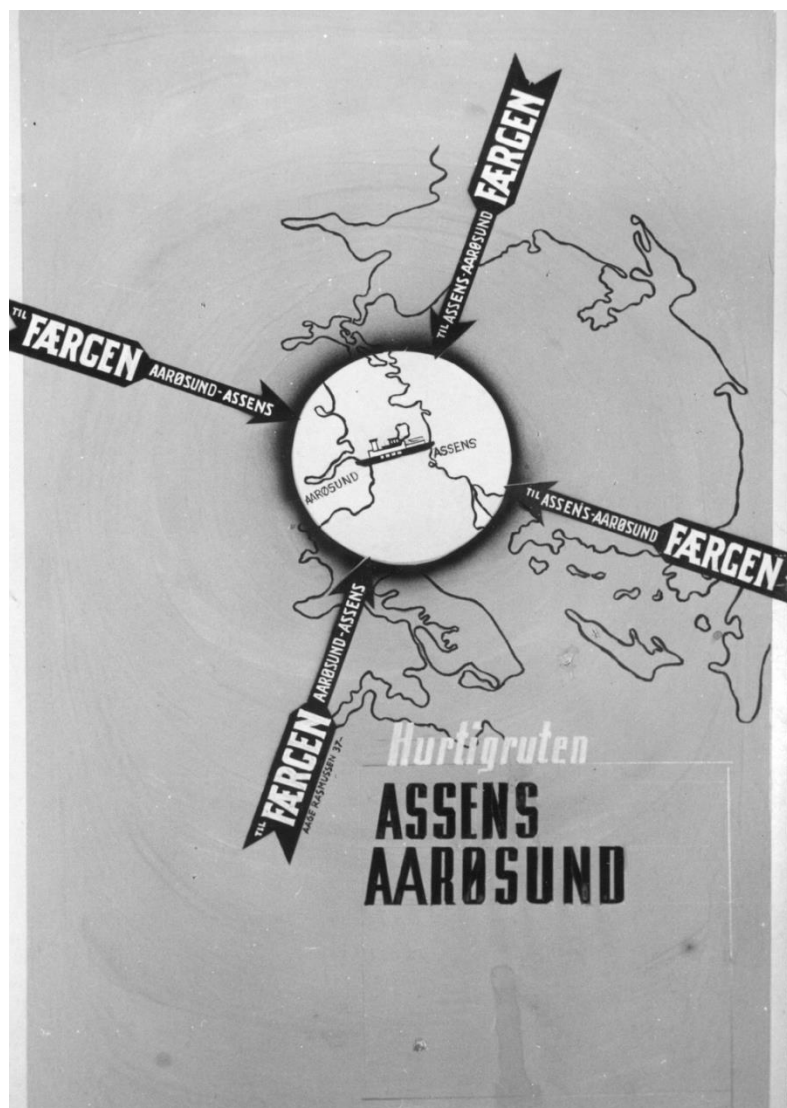 TIL FÆRGEN
TIL ASSENS-AARØSUND
TIL FÆRGEN
AARØSUND-ASSENS
AARØSUND
ASSENS
TIL ASSENS-AARØSUND
FÆRGEN
TIL FÆRGEN
AARØSUND-ASSENS
AAGE RASMUSSEN 37-
Hurtigruten
ASSENS
AARØSUND